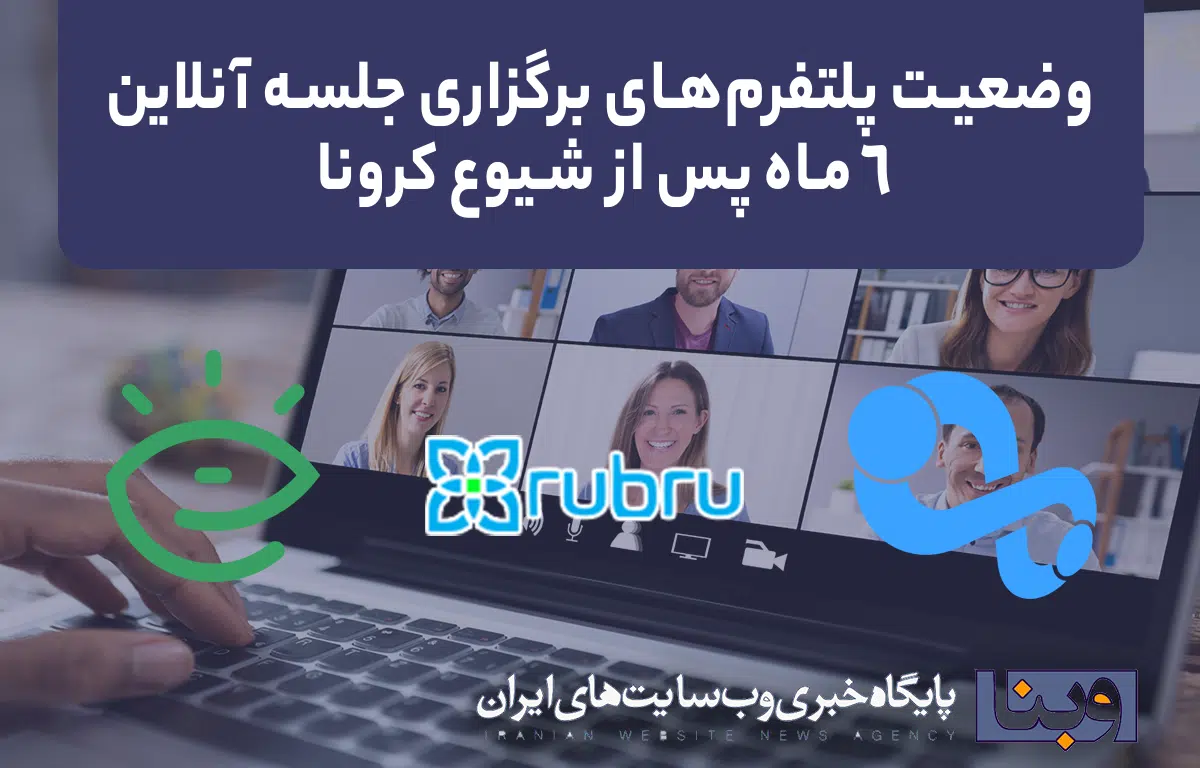 وضعیت پلتفرم‌های برگزاری جلسه آنلاین
٦ ماه پس از شیوع کرونا
rubru
پایگاه خبری وب‌سایت‌های ایران
IRANIAN WEBSITE NEWS AGENCY
وبنا